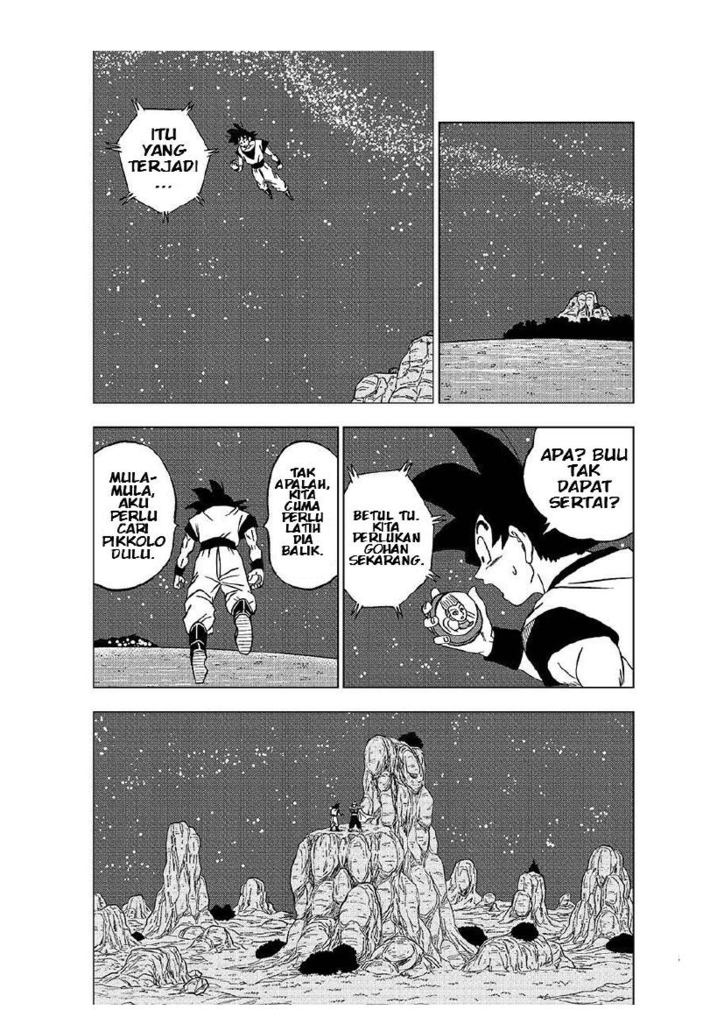 ITU
YANG
TERJADI
...
APA? BUU
TAK
DAPAT
SERTAI?
BETUL TU.
KITA
PERLUKAN
GOHAN
SEKARANG.
TAK
APALAH,
KITA
CUMA
PERLU
LATIH
DIA
BALIK.
MULA-
MULA,
AKU
PERLU
CARI
PIKKOLO
DULU.